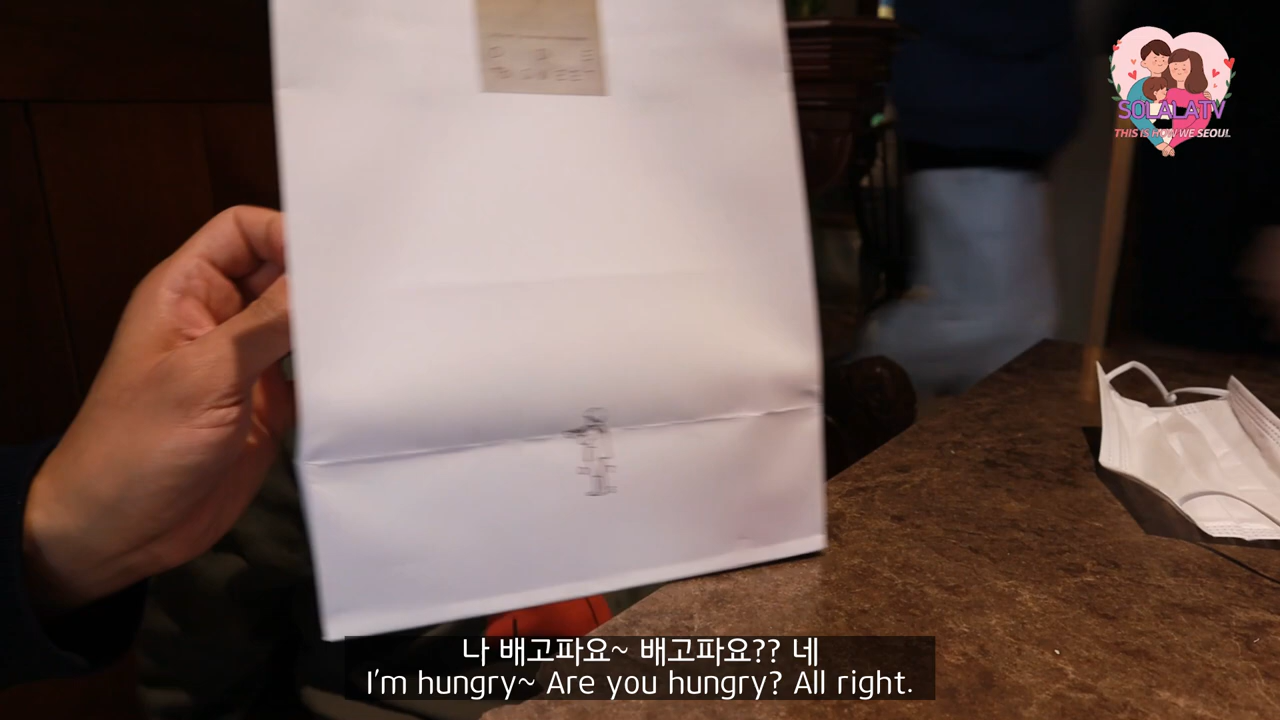 SOLALATV
THIS IS HOW WE SEOUL
나 배고파요~ 배고파요?? 네
I'm hungry~ Are you hungry? All right.